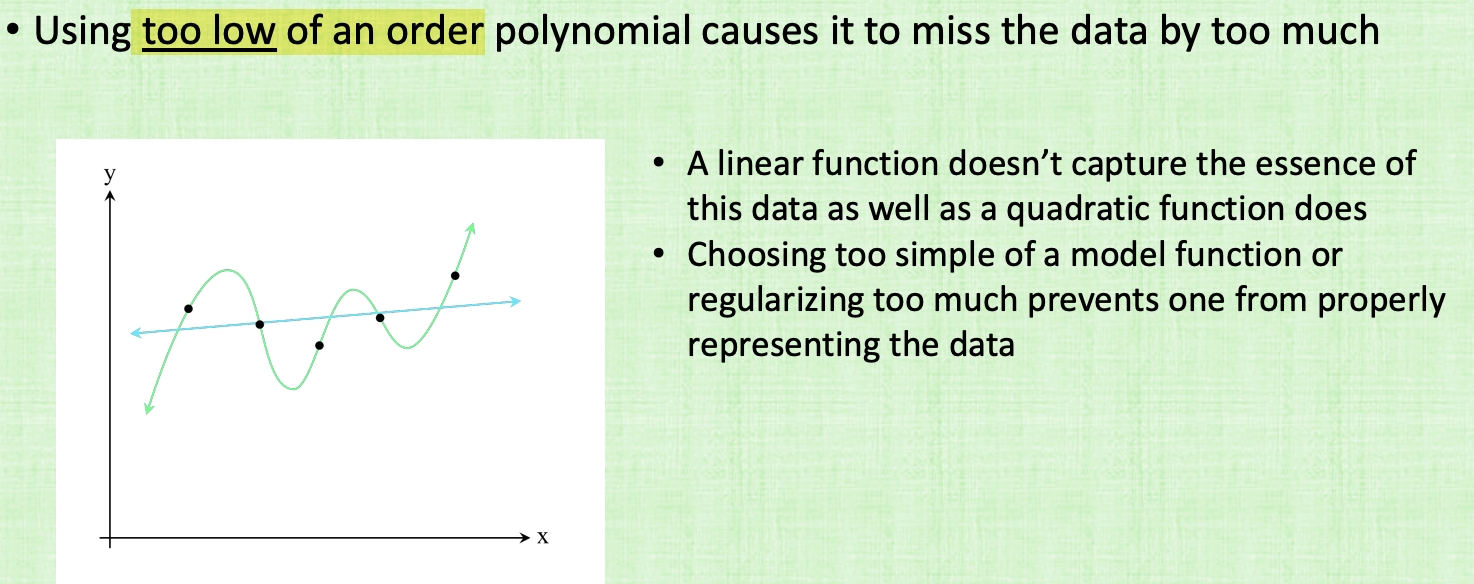 • Using too low of an order polynomial causes it to miss the data by too much
y
• A linear function doesn’t capture the essence of
this data as well as a quadratic function does
• Choosing too simple of a model function or
regularizing too much prevents one from properly
representing the data
x